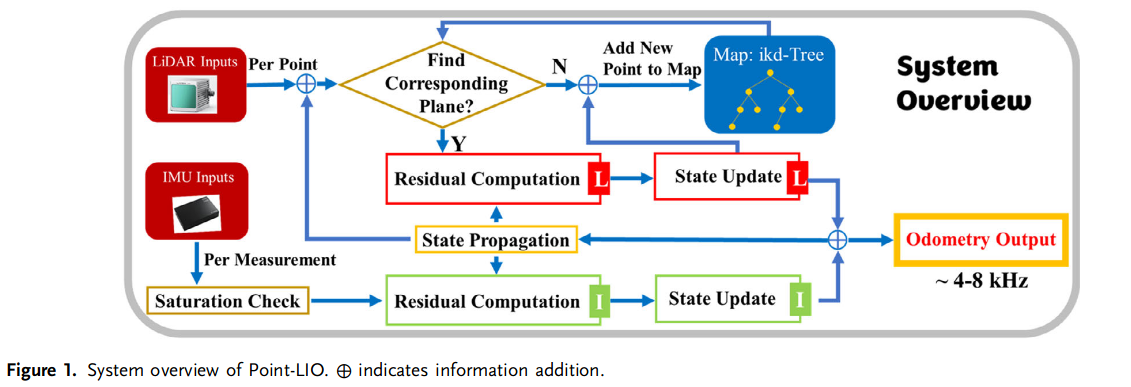 LiDAR Inputs
Per Point
Find
Corresponding
Plane?
N
Add New
Point to Map
Map: ikd-Tree
System
Overview
Y
Residual Computation
L
State Update
L
IMU Inputs
State Propagation
Odometry Output
~ 4-8 kHz
Per Measurement
Saturation Check
Residual Computation
I
State Update
I
Figure 1. System overview of Point-LIO. ⊕ indicates information addition.